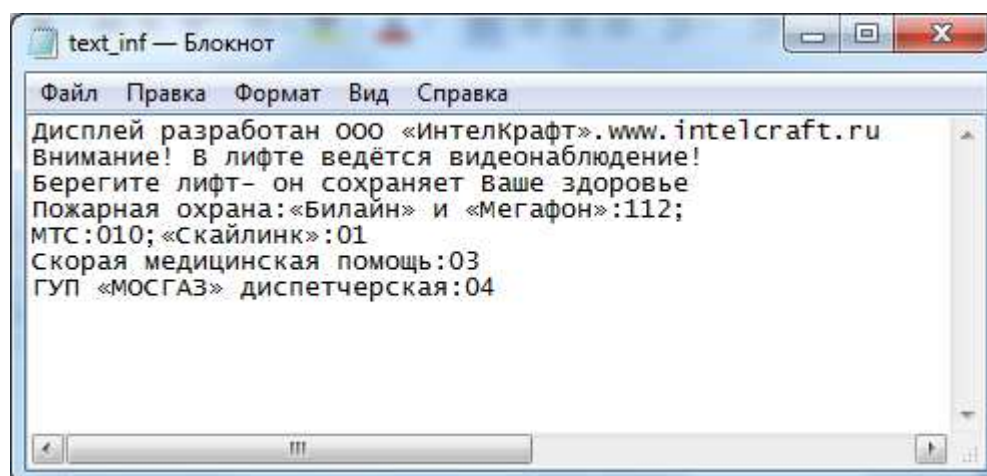 text_inf — Блокнот
Файл Правка Формат Вид Справка
Дисплей разработан ООО «ИнтелКрафт».www.intelcraft.ru
Внимание! В лифте ведётся видеонаблюдение!
Берегите лифт- он сохраняет Ваше здоровье
Пожарная охрана:«Билайн» и «Мегафон»:112;
МТС:010;«Скайлинк»:01
Скорая медицинская помощь:03
ГУП «МОСГАЗ» диспетчерская:04